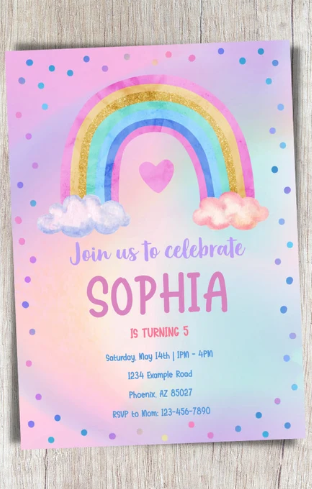 Join us to celebrate
SOPHIA
IS TURNING 5
Saturday, May 14th | 1PM - 4PM
1234 Example Road
Phoenix, AZ 85027
RSVP to Mom: 123-456-7890